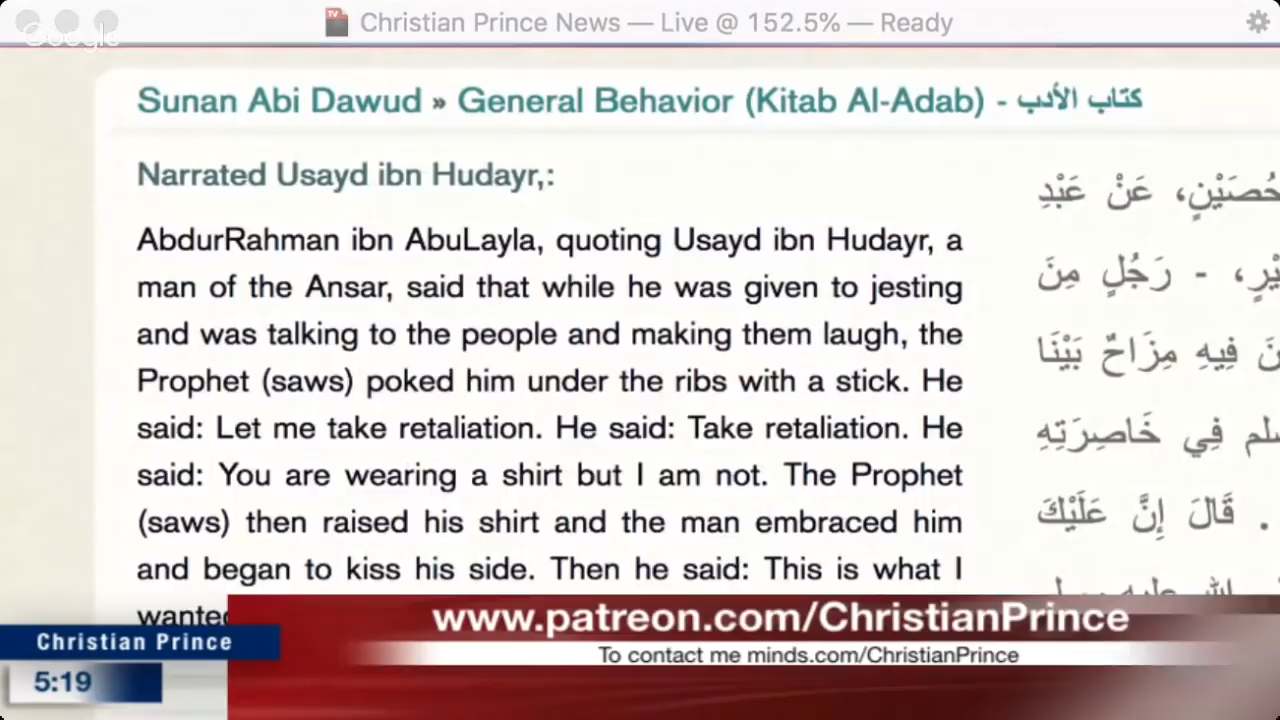 Christian Prince News — Live @ 152.5% — Ready
Google
Sunan Abi Dawud » General Behavior (Kitab Al-Adab) - كتاب الأدب
Narrated Usayd ibn Hudayr,:
AbdurRahman ibn AbuLayla, quoting Usayd ibn Hudayr, a
man of the Ansar, said that while he was given to jesting
and was talking to the people and making them laugh, the
Prophet (saws) poked him under the ribs with a stick. He
said: Let me take retaliation. He said: Take retaliation. He
said: You are wearing a shirt but I am not. The Prophet
(saws) then raised his shirt and the man embraced him
and began to kiss his side. Then he said: This is what I
حُصَيْنٍ، عَنْ عَبْدِ
رَجُلٍ مِنَ -
فِيهِ مِزَاحٌ بَيْنَا
فِي خَاصِرَتِهِ
. قَالَ إِنَّ عَلَيْكَ
www.patreon.com/ChristianPrince
To contact me minds.com/ChristianPrince
Christian Prince
5:19